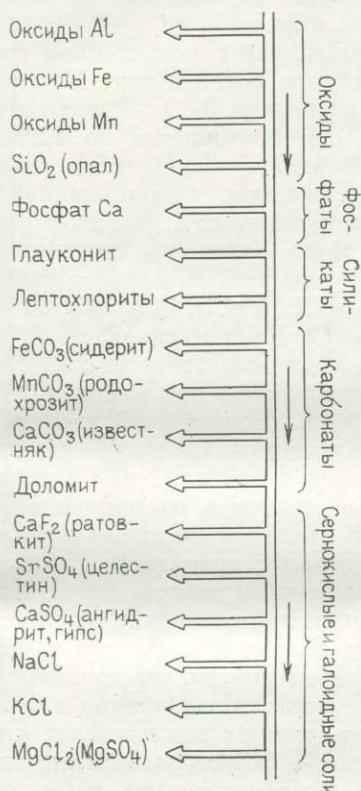 Оксиды Al
Оксиды Fe
Оксиды Mn
SiO₂ (опал)
Фосфат Ca
Глауконит
Лептохлориты
FeCO₃(сидерит)
MnCO₃(родо-
хрозит)
CaCO₃(извест-
няк)
Доломит
CaF₂ (ратов-
кит)
SrSO₄(целес-
тин)
CaSO₄(ангид-
рит, гипс)
NaCl
KCl
MgCl₂(MgSO₄)
Оксиды
Фос-
фаты
Сили-
каты
Карбонаты
Сернокислые и галоидные соли